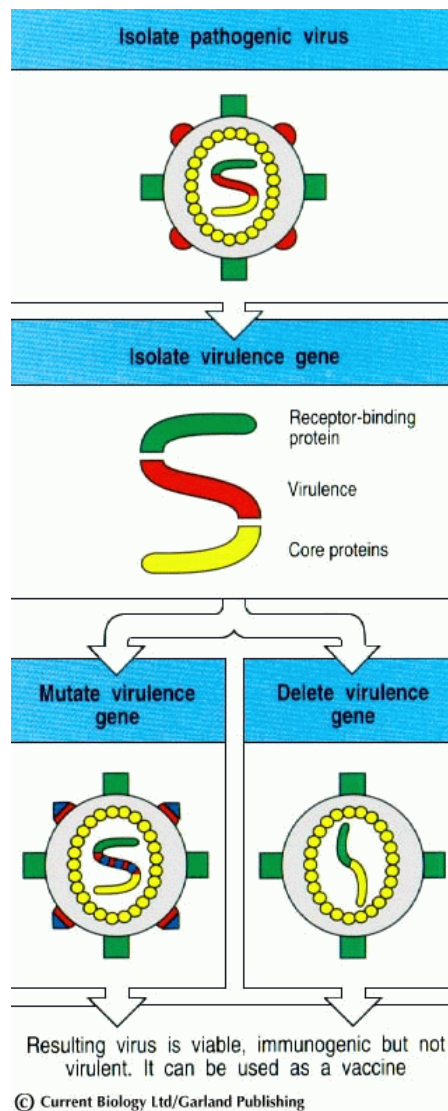 Isolate pathogenic virus
Isolate virulence gene
Receptor-binding
protein
Virulence
Core proteins
Mutate virulence
gene
Delete virulence
gene
Resulting virus is viable, immunogenic but not
virulent. It can be used as a vaccine
© Current Biology Ltd/Garland Publishing